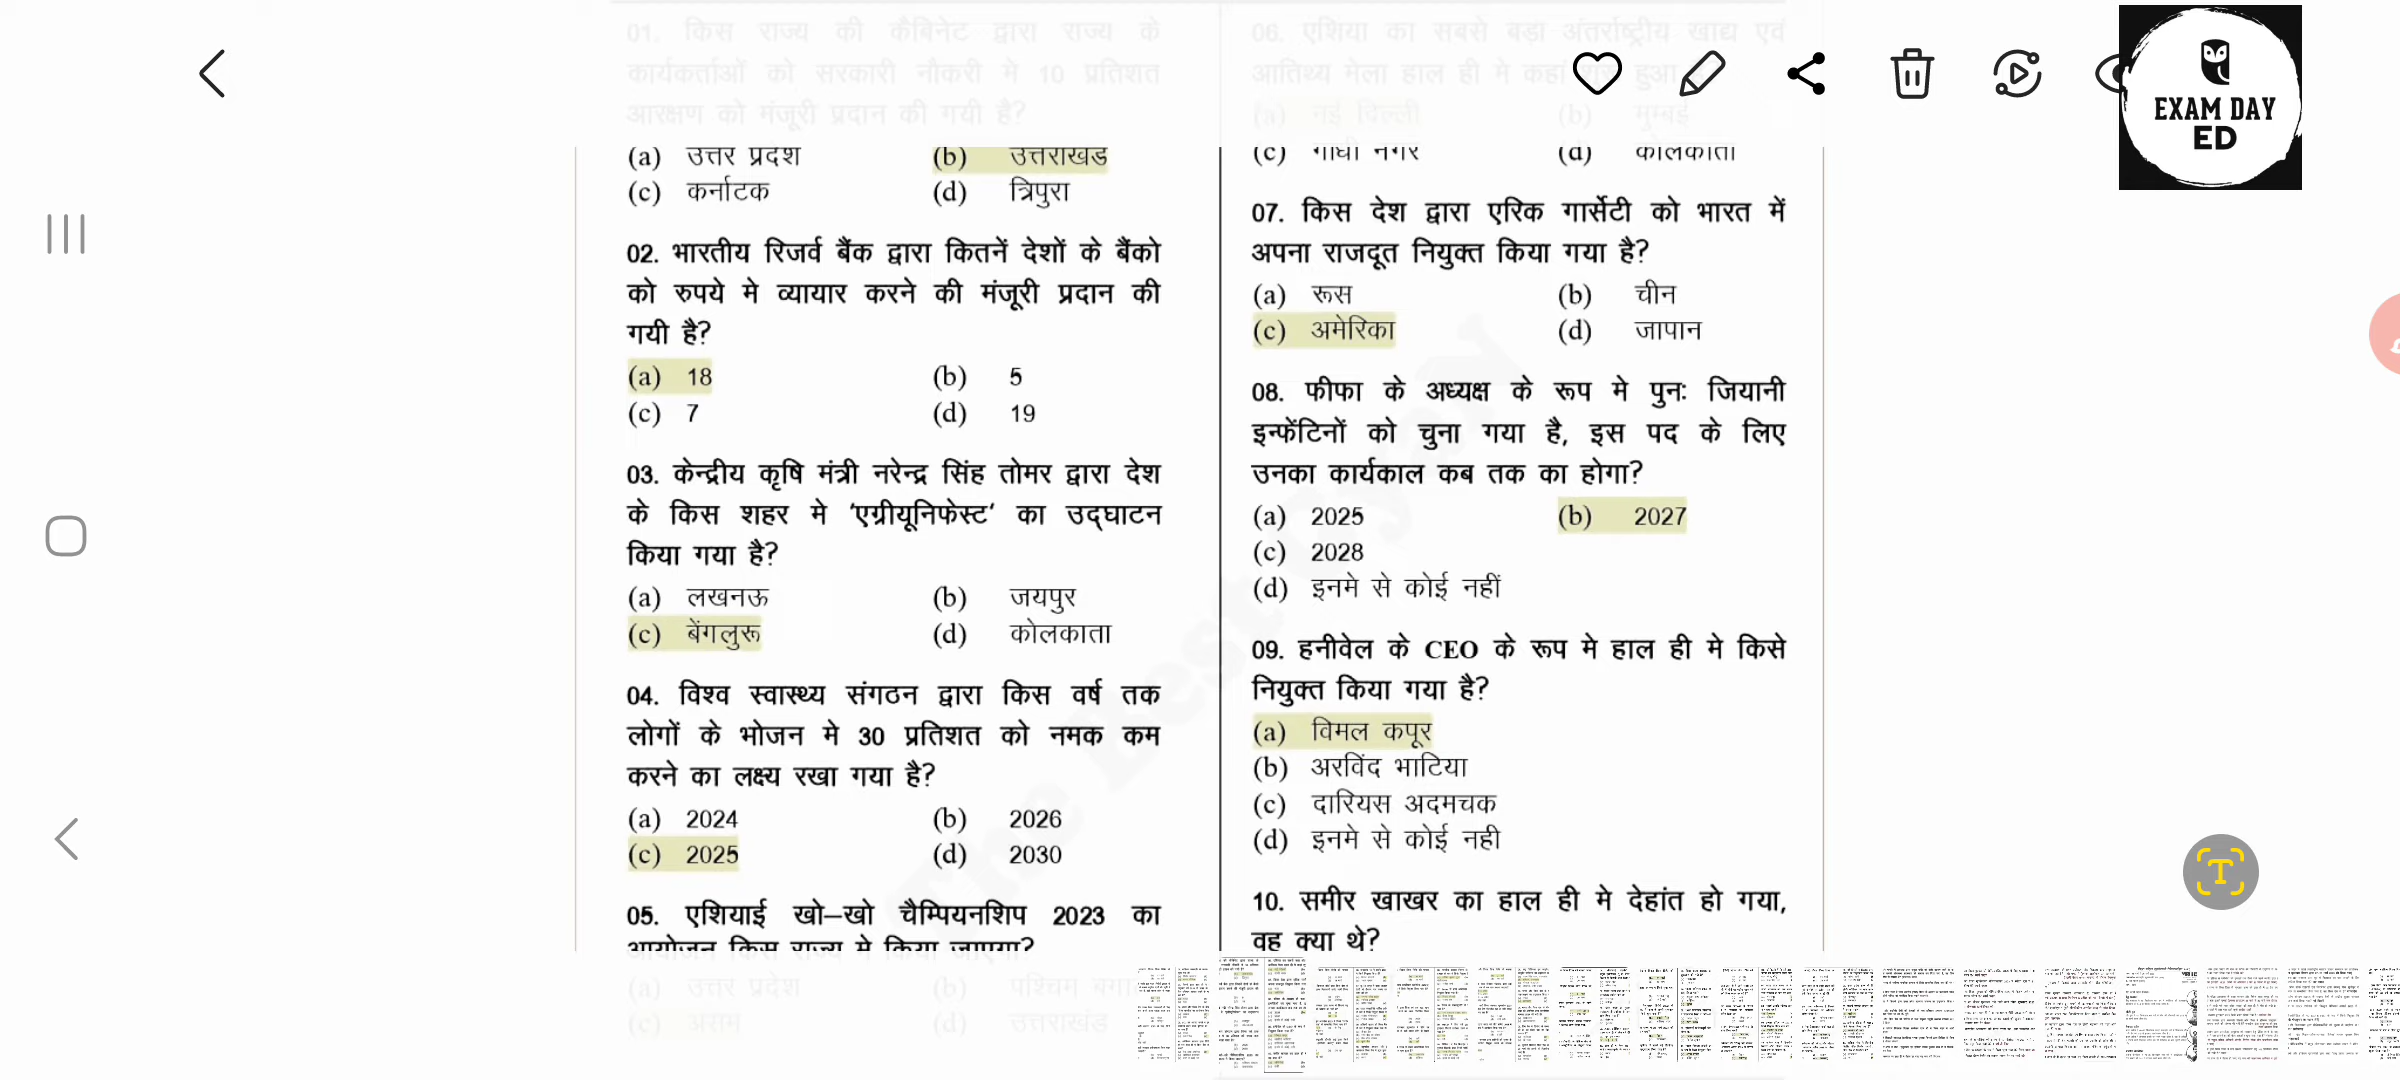 01. किस राज्य की कैबिनेट द्वारा राज्य के
कार्यकर्ताओं को सरकारी नौकरी मे 10 प्रतिशत
आरक्षण को मंजूरी प्रदान की गयी है?
(a) उत्तर प्रदेश (b) उत्तराखंड
(c) कर्नाटक (d) त्रिपुरा
02. भारतीय रिजर्व बैंक द्वारा कितनें देशों के बैंको
को रुपये मे व्यायार करने की मंजूरी प्रदान की
गयी है?
(a) 18 (b) 5
(c) 7 (d) 19
03. केन्द्रीय कृषि मंत्री नरेन्द्र सिंह तोमर द्वारा देश
के किस शहर मे ‘एग्रीयूनिफेस्ट’ का उद्घाटन
किया गया है?
(a) लखनऊ (b) जयपुर
(c) बेंगलुरू (d) कोलकाता
04. विश्व स्वास्थ्य संगठन द्वारा किस वर्ष तक
लोगों के भोजन मे 30 प्रतिशत को नमक कम
करने का लक्ष्य रखा गया है?
(a) 2024 (b) 2026
(c) 2025 (d) 2030
05. एशियाई खो–खो चैम्पियनशिप 2023 का
आयोजन किस राज्य मे किया जाएगा?
(a) उत्तर प्रदेश (b) पश्चिम बंगा
(c) असम (d) उत्तराखंड
06. एशिया का सबसे बड़ा अंतर्राष्ट्रीय खाद्य एवं
आतिथ्य मेला हाल ही मे कहां हुआ
(a) नई दिल्ली (b) मुम्बई
(c) गांधी नगर (d) कोलकाता
07. किस देश द्वारा एरिक गार्सेटी को भारत में
अपना राजदूत नियुक्त किया गया है?
(a) रूस (b) चीन
(c) अमेरिका (d) जापान
08. फीफा के अध्यक्ष के रूप मे पुनः जियानी
इन्फेंटिनों को चुना गया है, इस पद के लिए
उनका कार्यकाल कब तक का होगा?
(a) 2025 (b) 2027
(c) 2028
(d) इनमे से कोई नहीं
09. हनीवेल के CEO के रूप मे हाल ही मे किसे
नियुक्त किया गया है?
(a) विमल कपूर
(b) अरविंद भाटिया
(c) दारियस अदमचक
(d) इनमे से कोई नही
10. समीर खाखर का हाल ही मे देहांत हो गया,
वह क्या थे?
EXAM DAY
ED
T